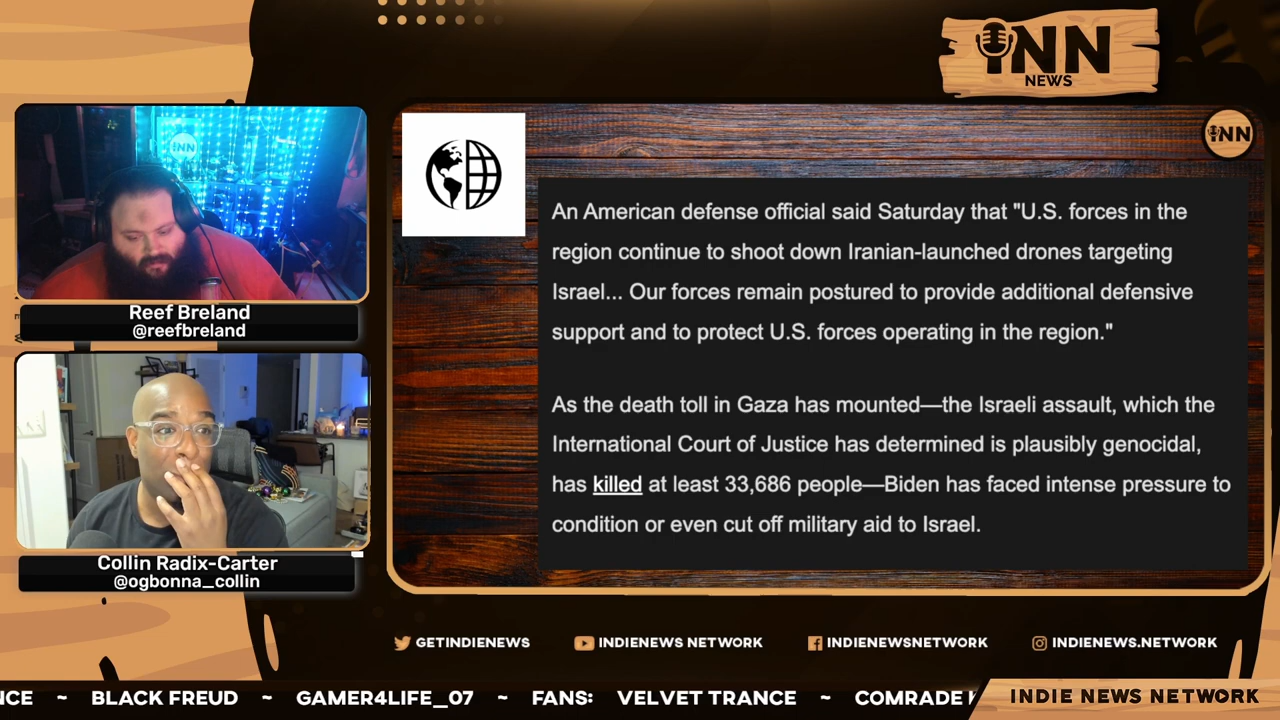 INN
NEWS
INN
INN
An American defense official said Saturday that "U.S. forces in the
region continue to shoot down Iranian-launched drones targeting
Israel... Our forces remain postured to provide additional defensive
support and to protect U.S. forces operating in the region."
As the death toll in Gaza has mounted—the Israeli assault, which the
International Court of Justice has determined is plausibly genocidal,
has killed at least 33,686 people—Biden has faced intense pressure to
condition or even cut off military aid to Israel.
Reef Breland
@reefbreland
Collin Radix-Carter
@ogbonna_collin
GETINDIENEWS
INDIENEWS NETWORK
INDIENEWSNETWORK
INDIENEWS.NETWORK
NCE ~ BLACK FREUD ~ GAMER4LIFE_07 ~ FANS: VELVET TRANCE ~ COMRADE
INDIE NEWS NETWORK